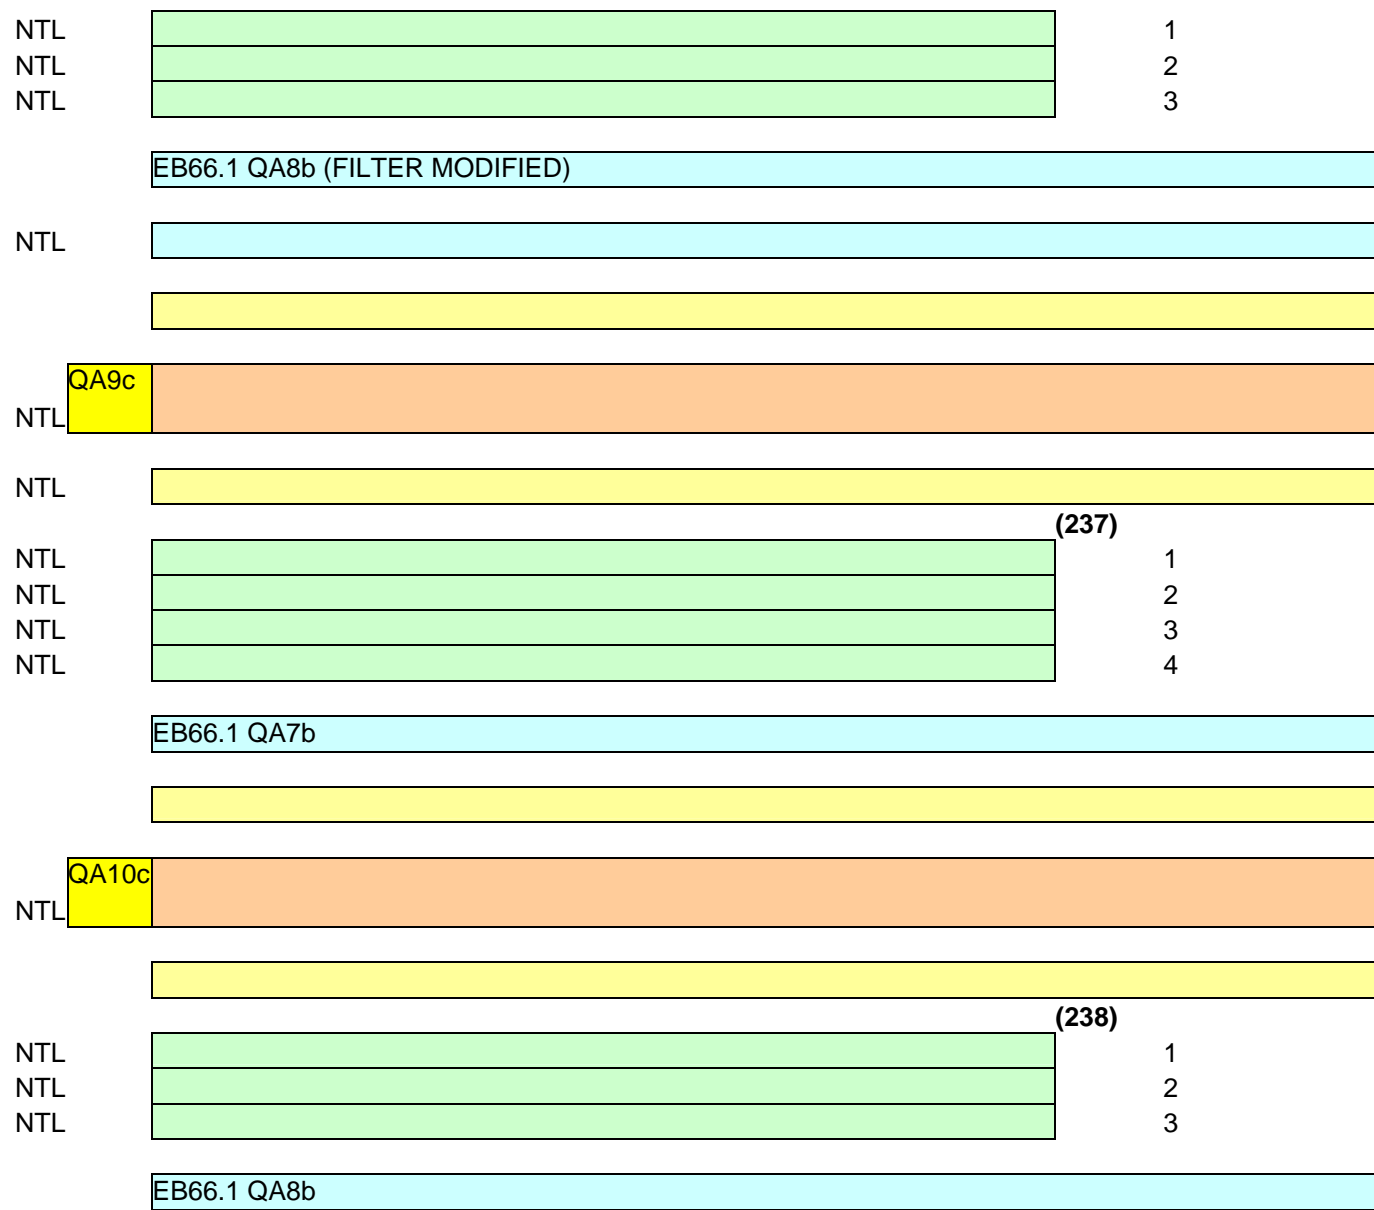 NTL 1
NTL 2
NTL 3
EB66.1 QA8b (FILTER MODIFIED)
NTL
QA9c
NTL
NTL
(237)
NTL 1
NTL 2
NTL 3
NTL 4
EB66.1 QA7b
QA10c
NTL
(238)
NTL 1
NTL 2
NTL 3
EB66.1 QA8b